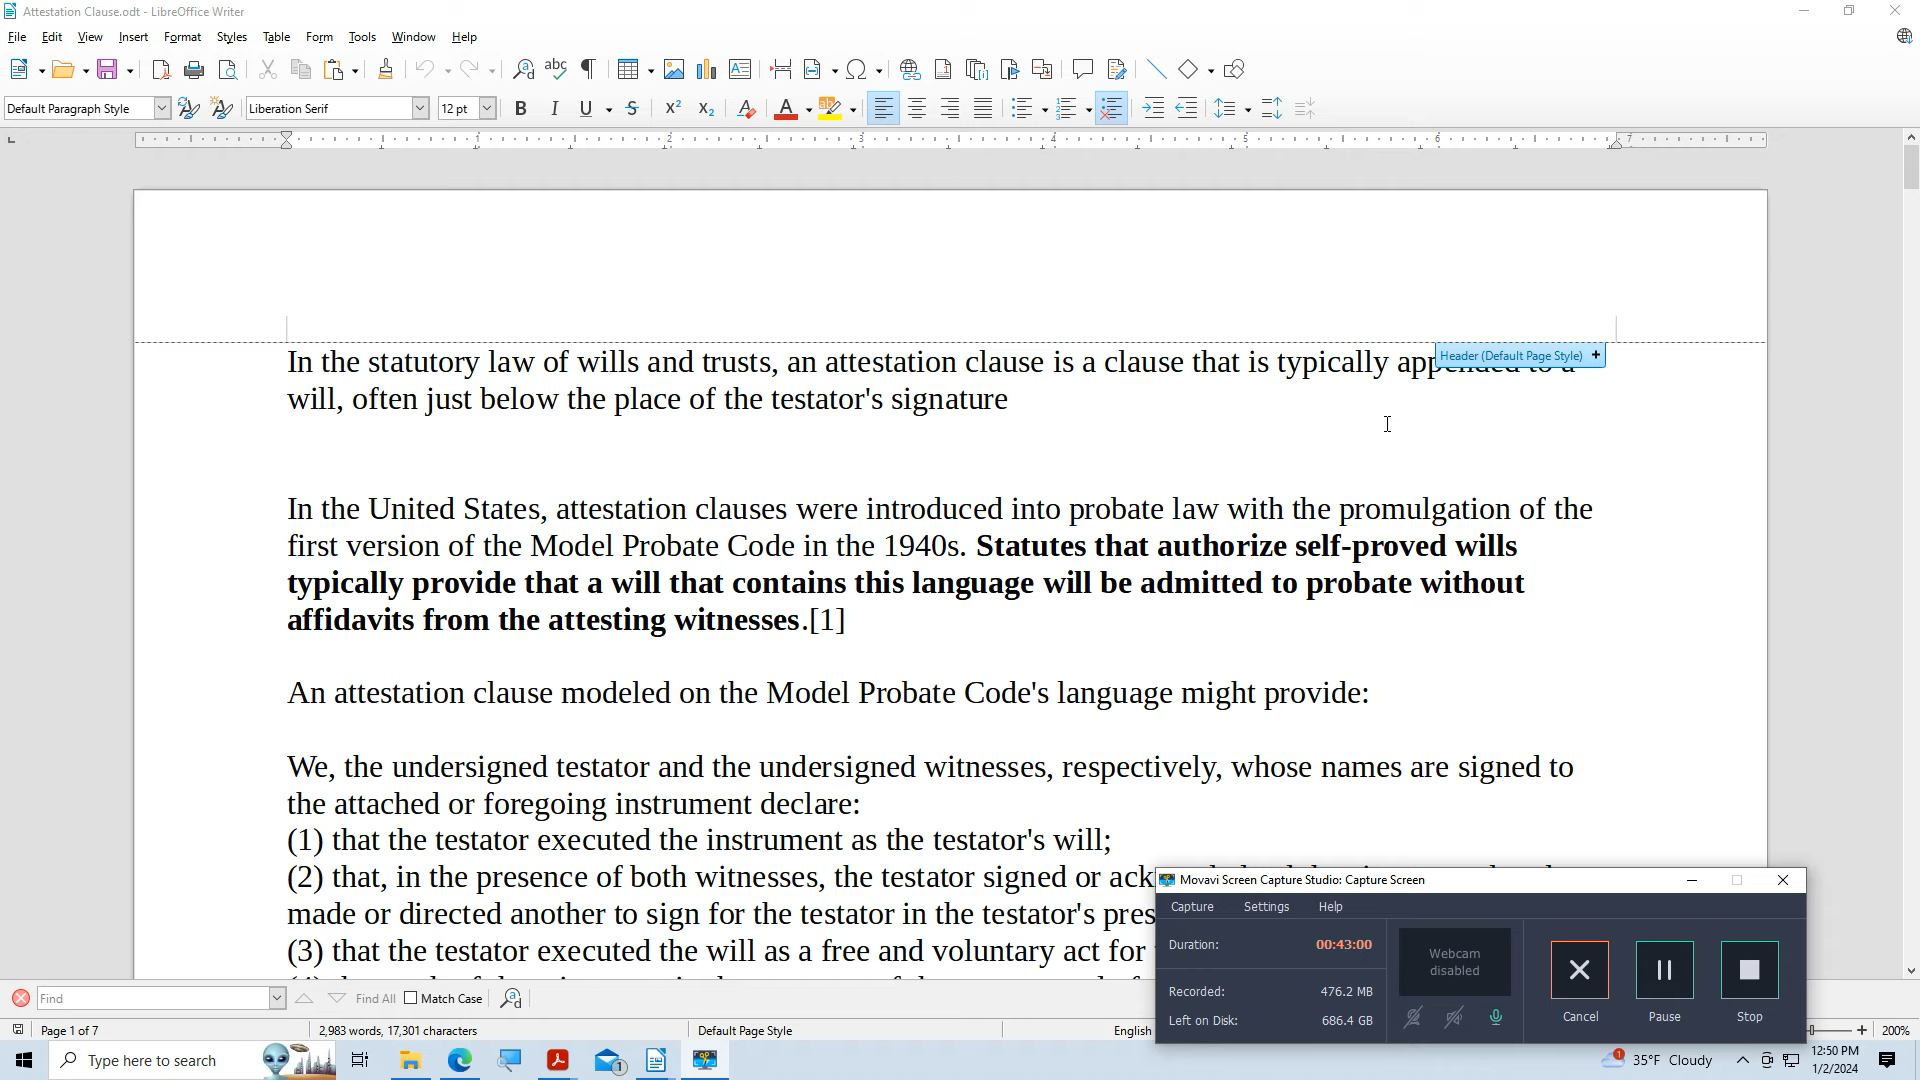 Attestation Clause.odt - LibreOffice Writer
File Edit View Insert Format Styles Table Form Tools Window Help
Default Paragraph Style Liberation Serif 12 pt
1 2 3 4 5 6 7
Header (Default Page Style) +
In the statutory law of wills and trusts, an attestation clause is a clause that is typically appended to a
will, often just below the place of the testator's signature
In the United States, attestation clauses were introduced into probate law with the promulgation of the
first version of the Model Probate Code in the 1940s. Statutes that authorize self-proved wills
typically provide that a will that contains this language will be admitted to probate without
affidavits from the attesting witnesses.[1]
An attestation clause modeled on the Model Probate Code's language might provide:
We, the undersigned testator and the undersigned witnesses, respectively, whose names are signed to
the attached or foregoing instrument declare:
(1) that the testator executed the instrument as the testator's will;
(2) that, in the presence of both witnesses, the testator signed or ack
made or directed another to sign for the testator in the testator's pres
(3) that the testator executed the will as a free and voluntary act for
Movavi Screen Capture Studio: Capture Screen
Capture Settings Help
Duration: 00:43:00
Webcam
disabled
Recorded: 476.2 MB
Left on Disk: 686.4 GB
Cancel Pause Stop
Find Find All Match Case
Page 1 of 7 2,983 words, 17,301 characters Default Page Style English 200%
Type here to search
1
1 35°F Cloudy
12:50 PM
1/2/2024